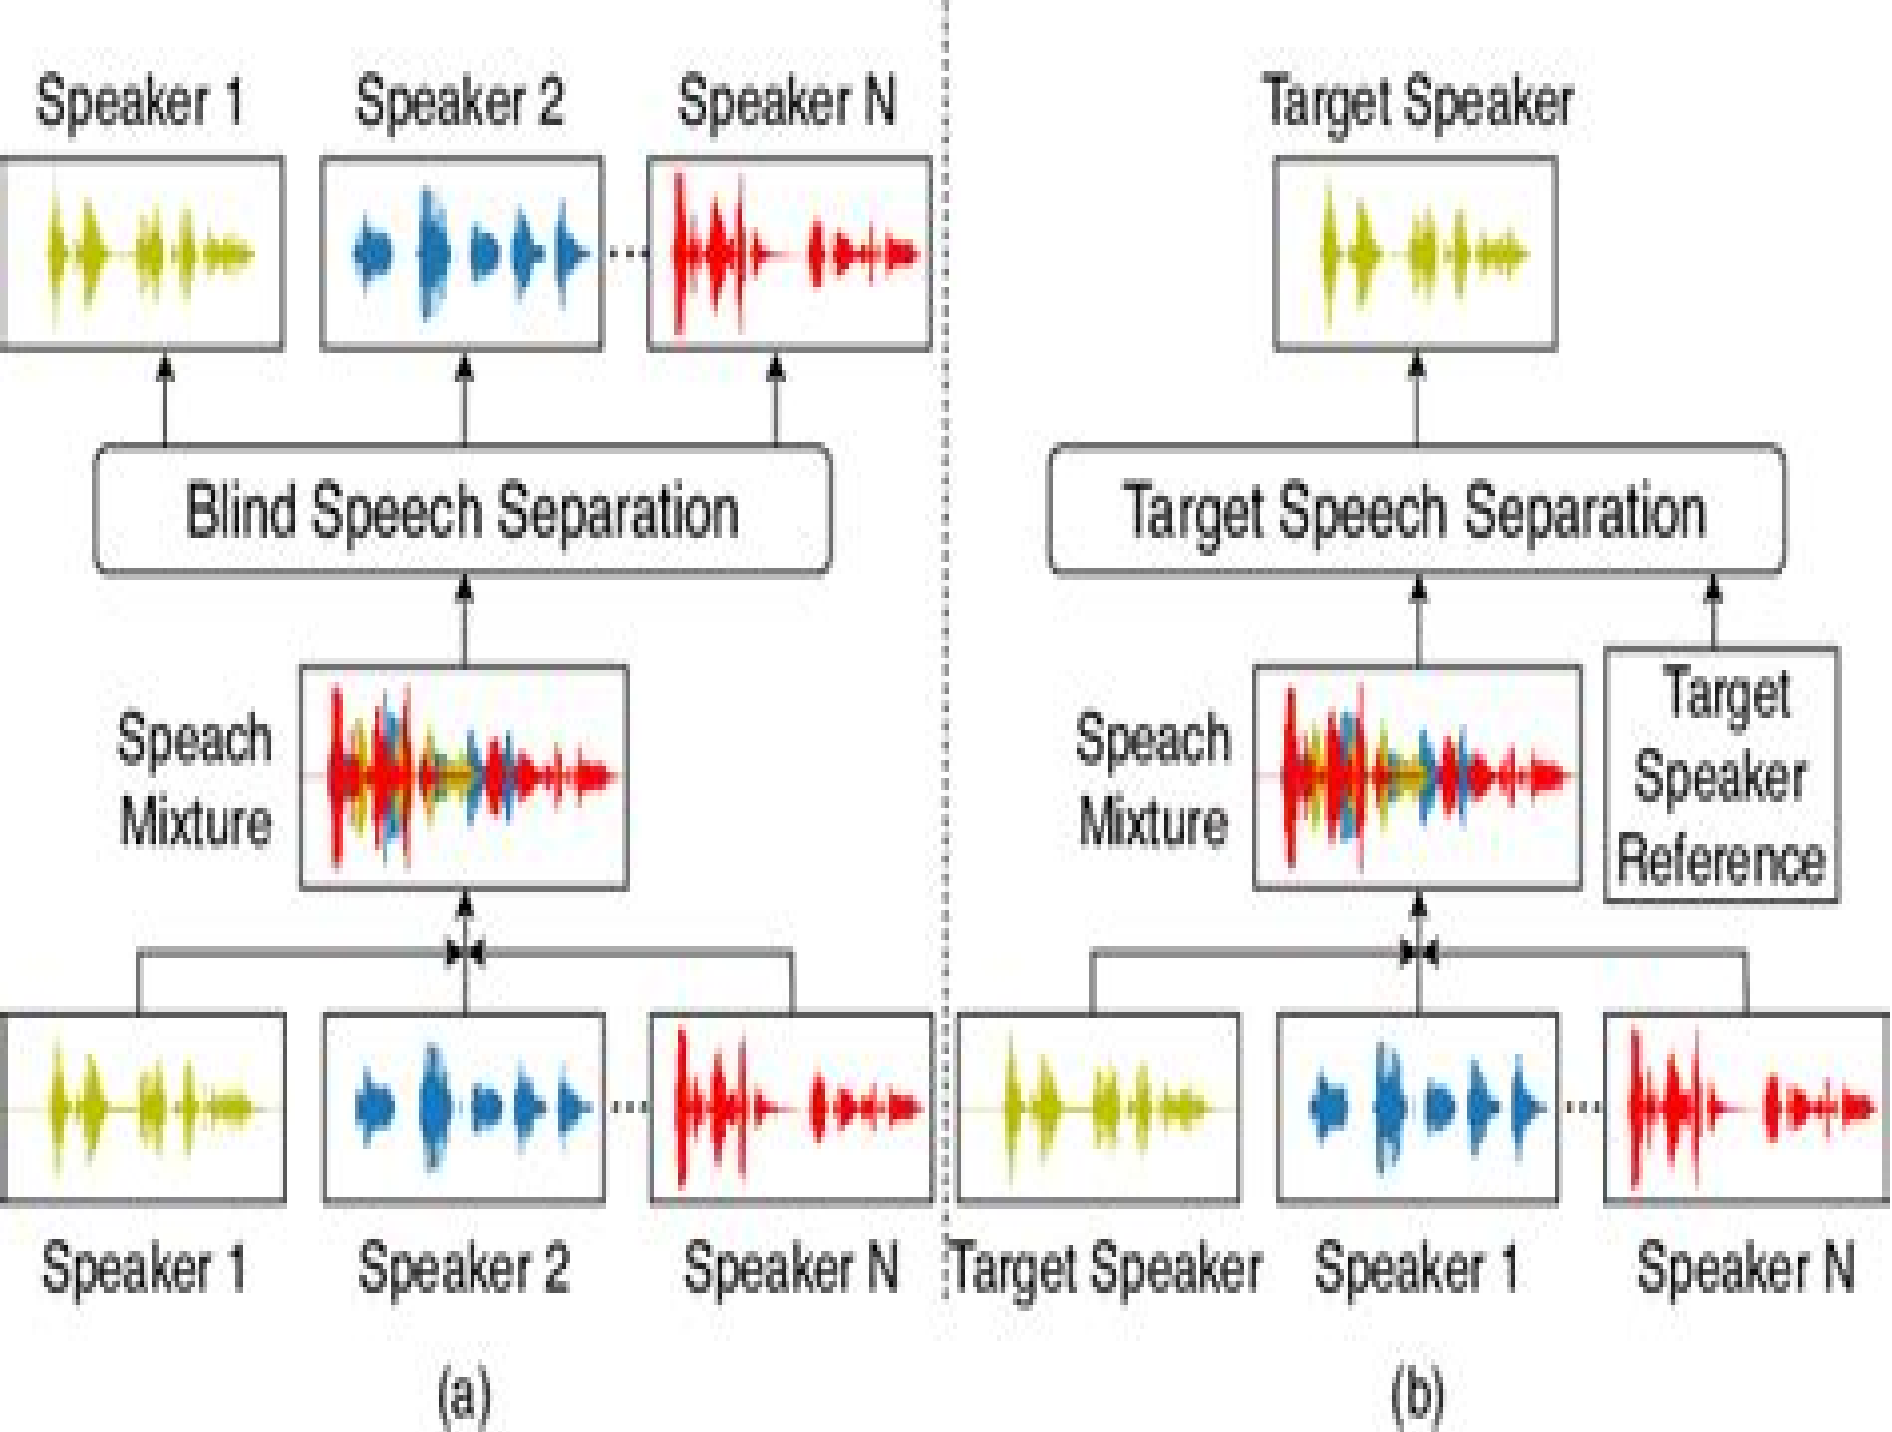 Speaker 1
Speaker 2
Speaker N
Blind Speech Separation
Speach
Mixture
Speaker 1
Speaker 2
Speaker N
(a)
Target Speaker
Target Speech Separation
Speach
Mixture
Target
Speaker
Reference
Target Speaker
Speaker 1
Speaker N
(b)